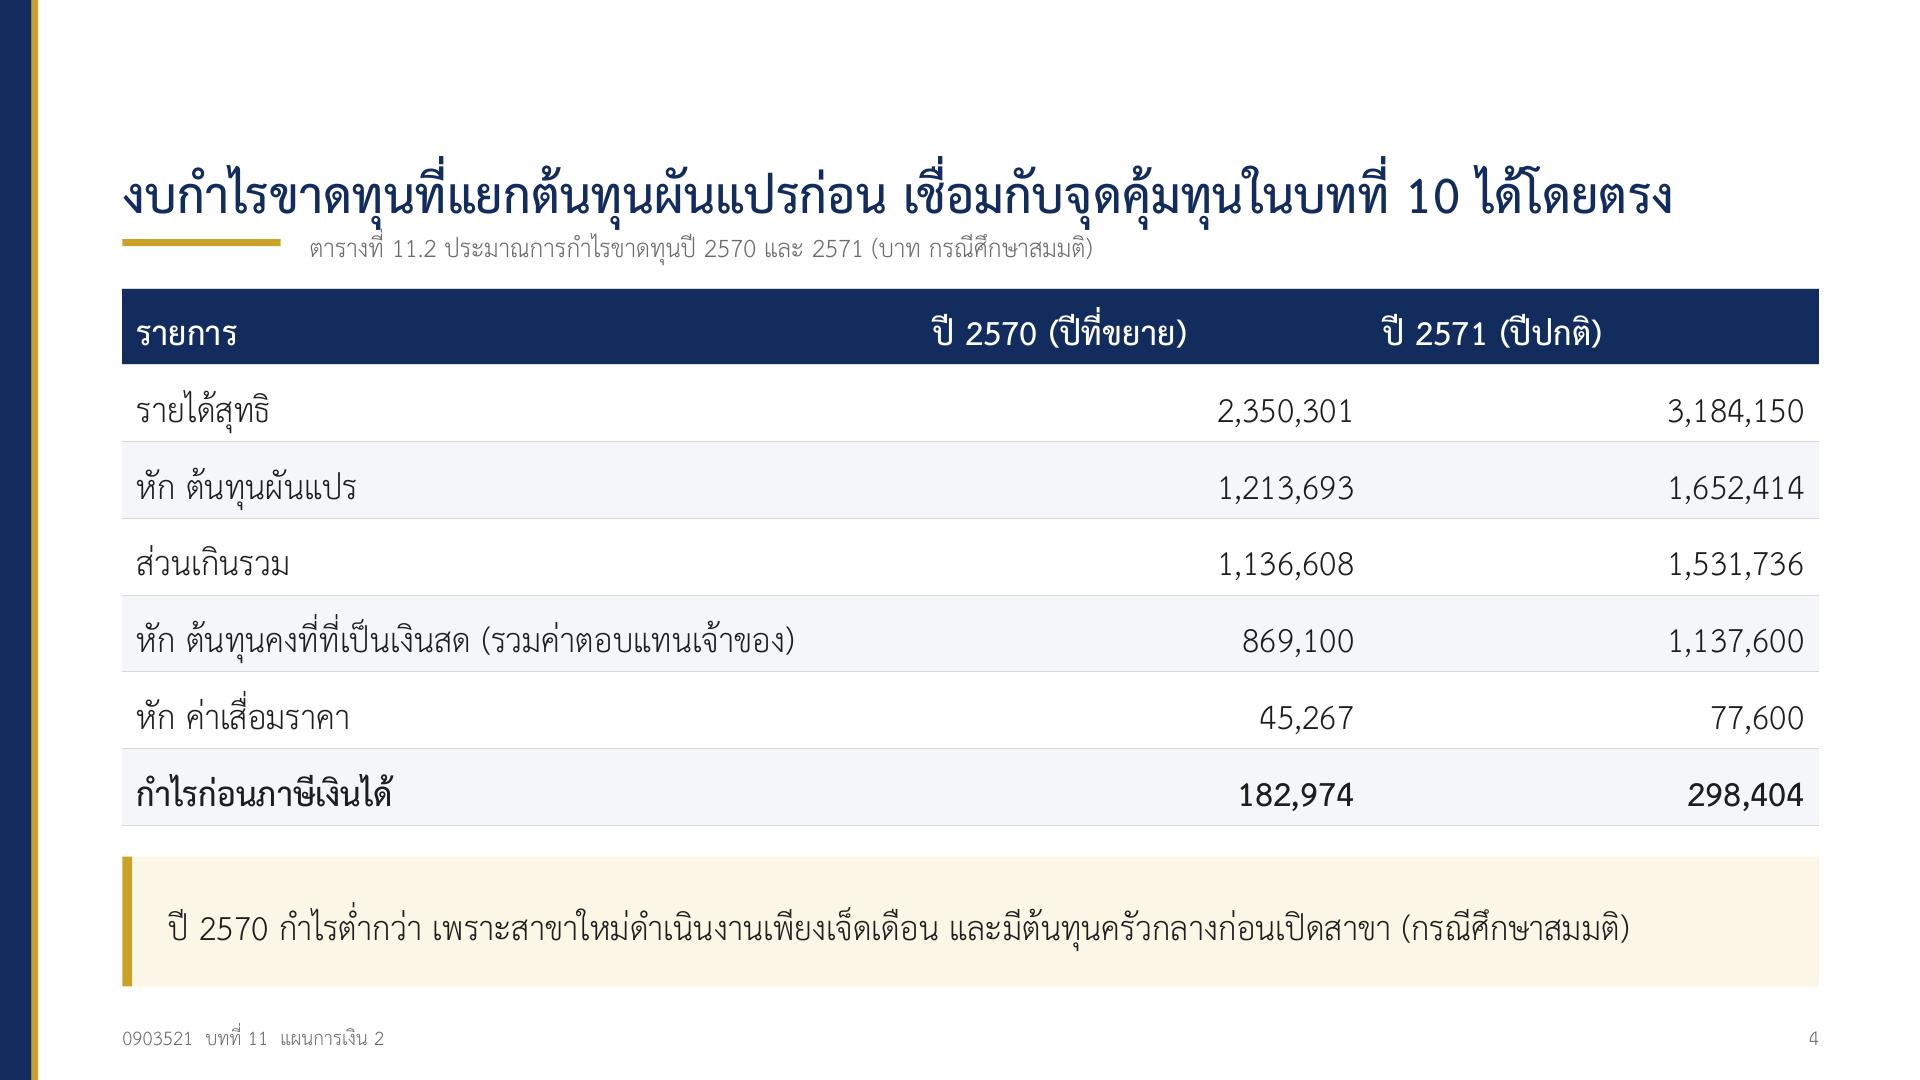 งบกำไรขาดทุนที่แยกต้นทุนผันแปรก่อน เชื่อมกับจุดคุ้มทุนในบทที่ 10 ได้โดยตรง
ตารางที่ 11.2 ประมาณการกำไรขาดทุนปี 2570 และ 2571 (บาท กรณีศึกษาสมมติ)
รายการ ปี 2570 (ปีที่ขยาย) ปี 2571 (ปีปกติ)
รายได้สุทธิ 2,350,301 3,184,150
หัก ต้นทุนผันแปร 1,213,693 1,652,414
ส่วนเกินรวม 1,136,608 1,531,736
หัก ต้นทุนคงที่ที่เป็นเงินสด (รวมค่าตอบแทนเจ้าของ) 869,100 1,137,600
หัก ค่าเสื่อมราคา 45,267 77,600
กำไรก่อนภาษีเงินได้ 182,974 298,404
ปี 2570 กำไรต่ำกว่า เพราะสาขาใหม่ดำเนินงานเพียงเจ็ดเดือน และมีต้นทุนครัวกลางก่อนเปิดสาขา (กรณีศึกษาสมมติ)
0903521 บทที่ 11 แผนการเงิน 2 4